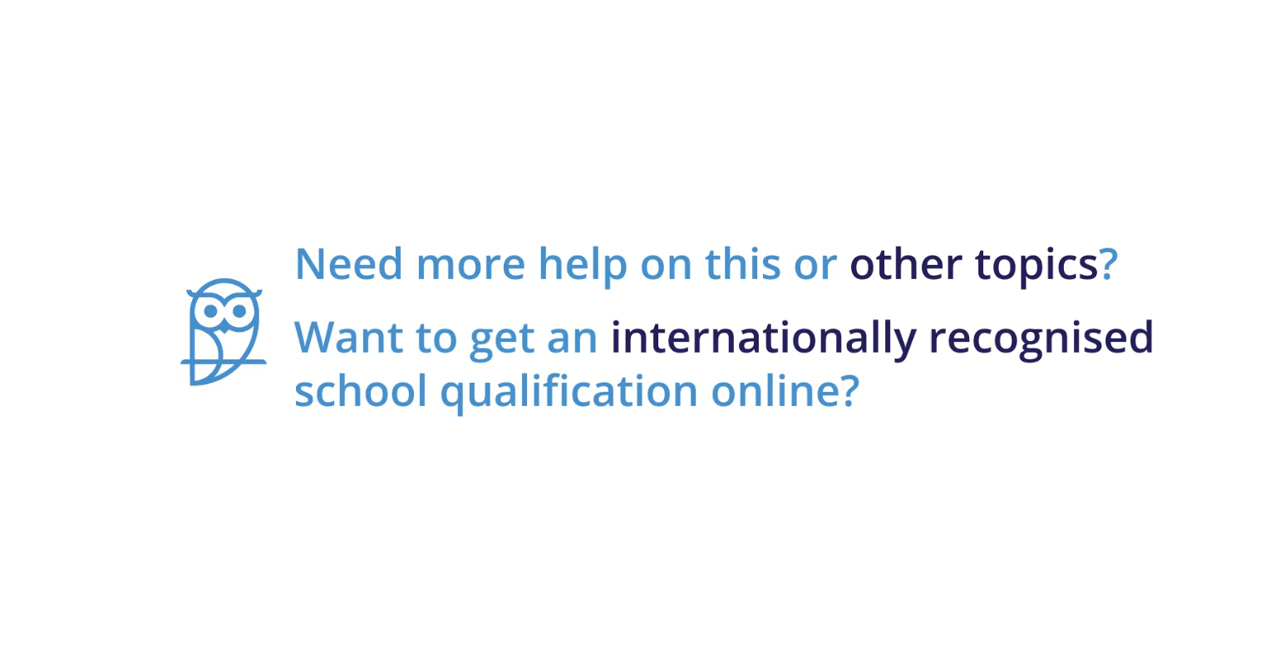 Need more help on this or other topics?
Want to get an internationally recognised
school qualification online?